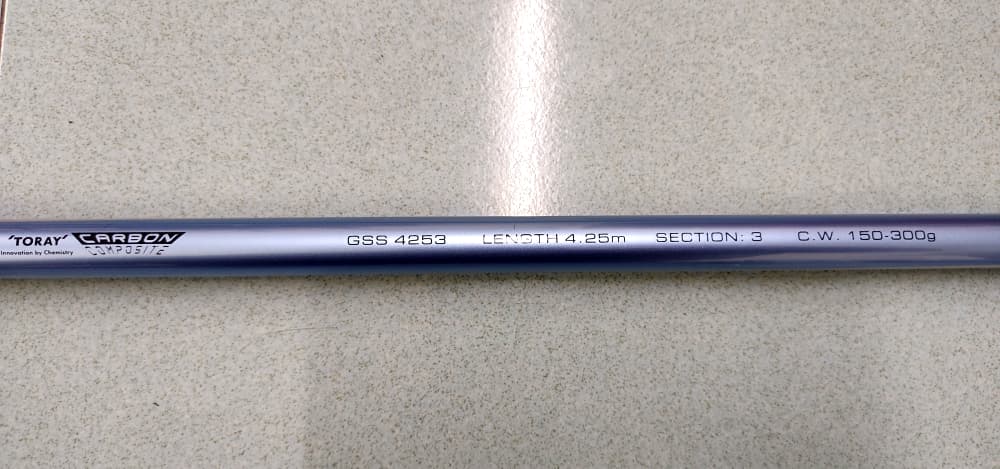 'TORAY' CARBON
Innovation by Chemistry COMPOSITE
GSS 4253 LENGTH 4.25m SECTION: 3 C.W. 150-300g